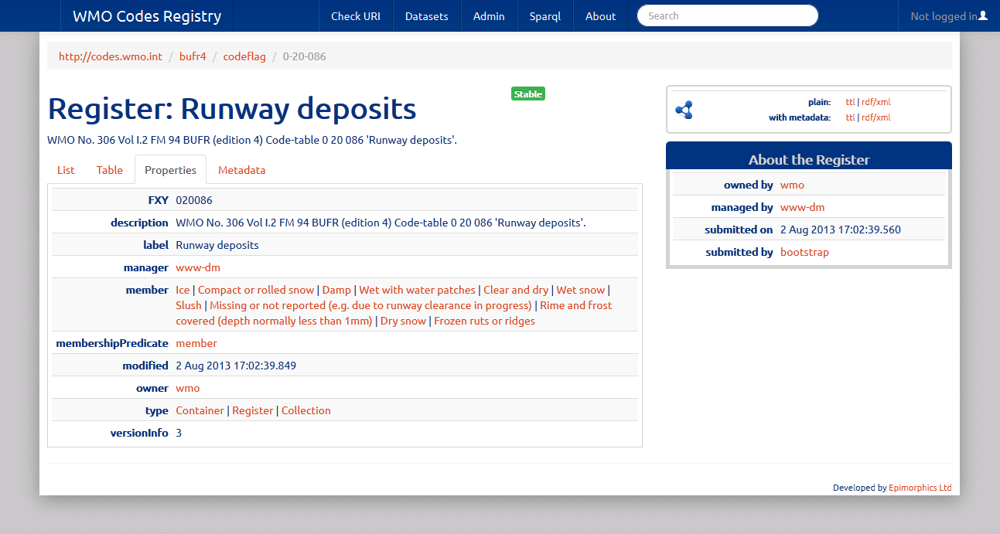 WMO Codes Registry
Check URI
Datasets
Admin
Sparql
About
Search
Not logged in
http://codes.wmo.int / bufr4 / codeflag / 0-20-086
Register: Runway deposits
Stable
WMO No. 306 Vol I.2 FM 94 BUFR (edition 4) Code-table 0 20 086 'Runway deposits'.
List
Table
Properties
Metadata
FXY 020086
description WMO No. 306 Vol I.2 FM 94 BUFR (edition 4) Code-table 0 20 086 'Runway deposits'.
label Runway deposits
manager www-dm
member Ice | Compact or rolled snow | Damp | Wet with water patches | Clear and dry | Wet snow |
Slush | Missing or not reported (e.g. due to runway clearance in progress) | Rime and frost
covered (depth normally less than 1mm) | Dry snow | Frozen ruts or ridges
membershipPredicate member
modified 2 Aug 2013 17:02:39.849
owner wmo
type Container | Register | Collection
versionInfo 3
plain: ttl | rdf/xml
with metadata: ttl | rdf/xml
About the Register
owned by wmo
managed by www-dm
submitted on 2 Aug 2013 17:02:39.560
submitted by bootstrap
Developed by Epimorphics Ltd